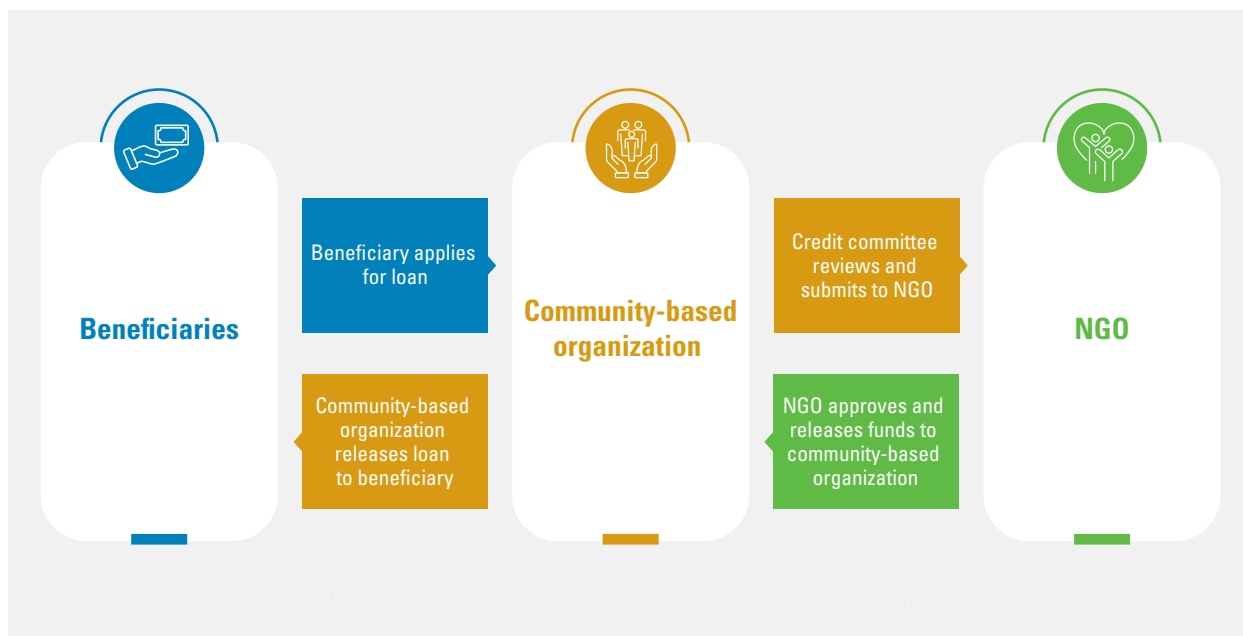 Beneficiaries
Beneficiary applies
for loan
Community-based
organization
releases loan
to beneficiary
Community-based
organization
Credit committee
reviews and
submits to NGO
NGO approves and
releases funds to
community-based
organization
NGO